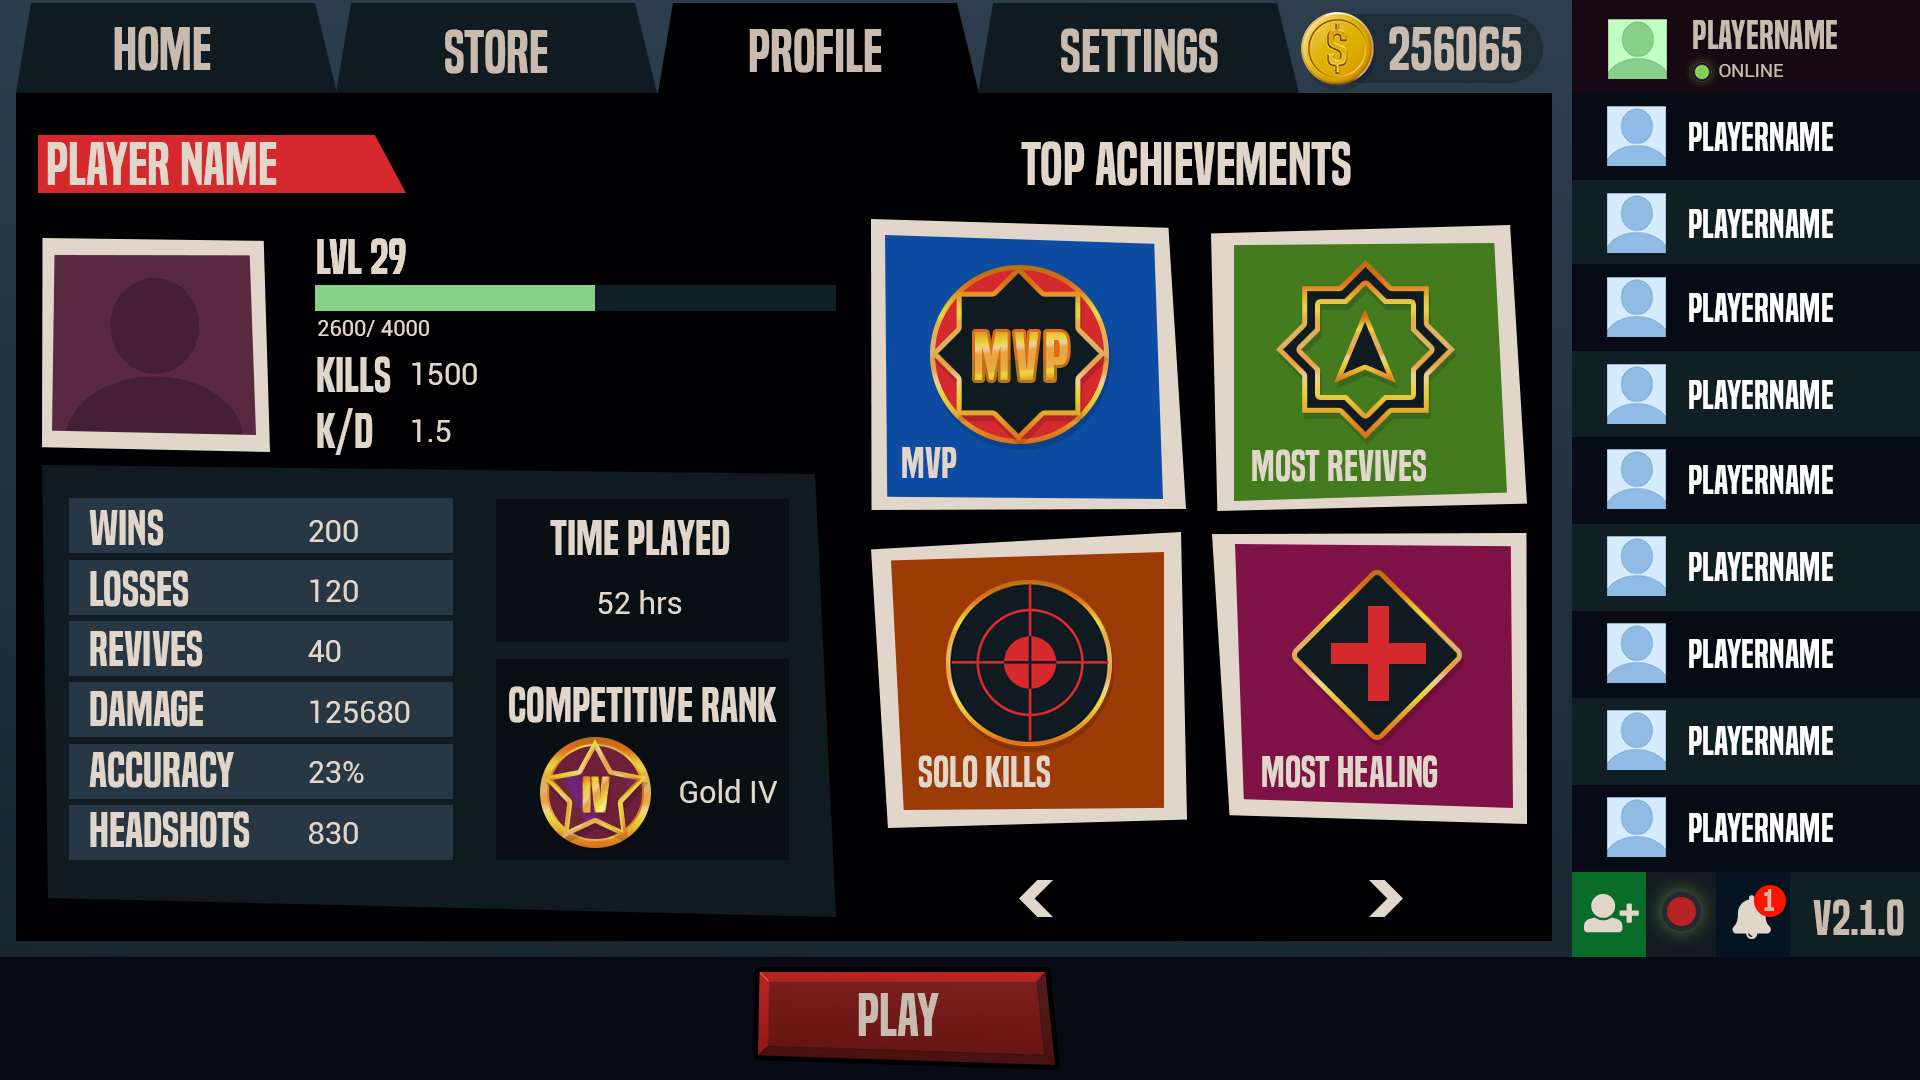 HOME
STORE
PROFILE
SETTINGS
$
256065
PLAYER NAME
LVL 29
2600/ 4000
KILLS 1500
K/D 1.5
WINS 200
LOSSES 120
REVIVES 40
DAMAGE 125680
ACCURACY 23%
HEADSHOTS 830
TIME PLAYED
52 hrs
COMPETITIVE RANK
IV
Gold IV
TOP ACHIEVEMENTS
MVP
MVP
MOST REVIVES
SOLO KILLS
MOST HEALING
PLAYERNAME
ONLINE
PLAYERNAME
PLAYERNAME
PLAYERNAME
PLAYERNAME
PLAYERNAME
PLAYERNAME
PLAYERNAME
PLAYERNAME
PLAYERNAME
1
V2.1.0
PLAY